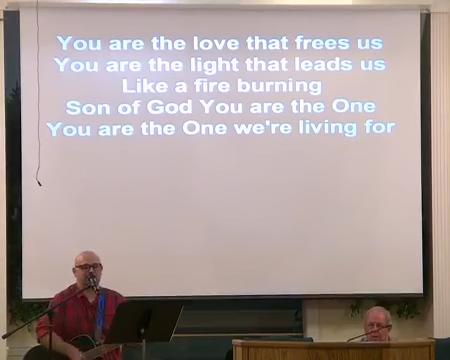 You are the love that frees us
You are the light that leads us
Like a fire burning
Son of God You are the One
You are the One we're living for